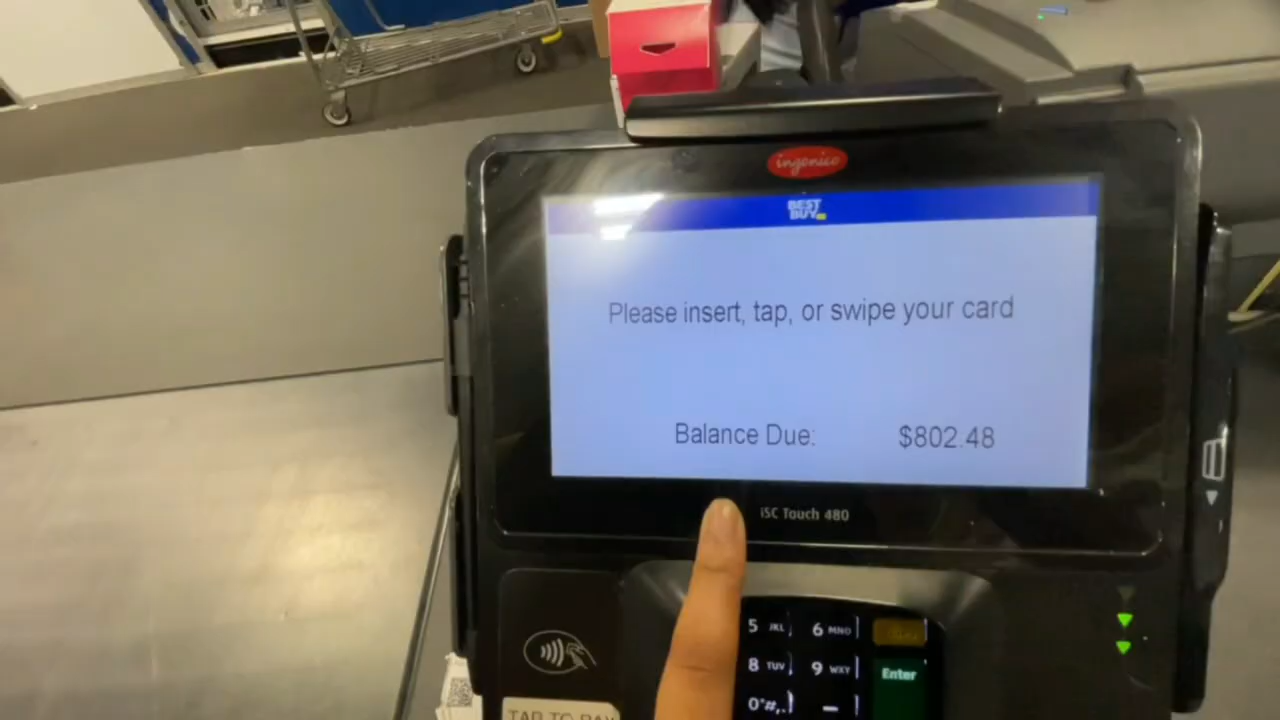 ingenico
BEST
BUY
Please insert, tap, or swipe your card
Balance Due: $802.48
iSC Touch 480
5 JKL 6 MNO
8 TUV 9 WXY Enter
0*#,.
TAP TO PAY